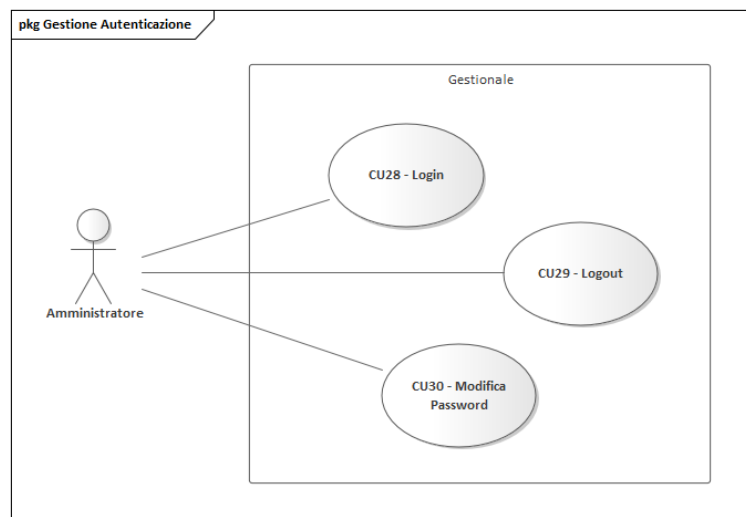 pkg Gestione Autenticazione
Gestionale
CU28 - Login
CU29 - Logout
Amministratore
CU30 - Modifica
Password